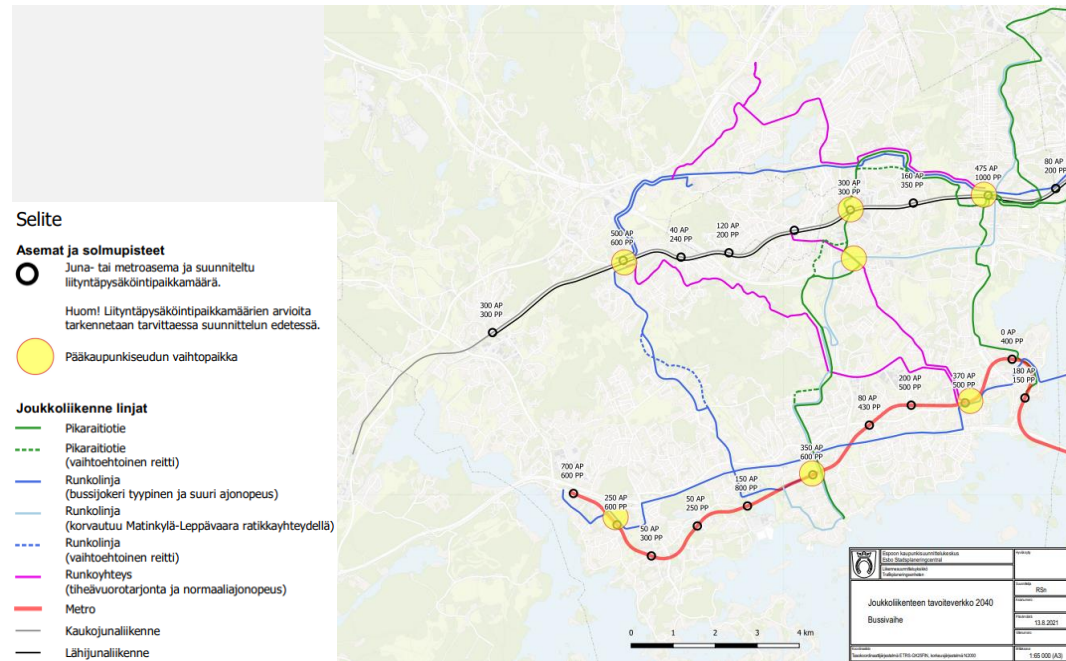 Selite
Asemat ja solmupisteet
Juna- tai metroasema ja suunniteltu
liityntäpysäköintipaikkamäärä.
Huom! Liityntäpysäköintipaikkamäärien arvioita
tarkennetaan tarvittaessa suunnittelun edetessä.
Pääkaupunkiseudun vaihtopaikka
Joukkoliikenne linjat
Pikaraitiotie
Pikaraitiotie
(vaihtoehtoinen reitti)
Runkolinja
(bussijokeri tyypinen ja suuri ajonopeus)
Runkolinja
(korvautuu Matinkylä-Leppävaara ratikkayhteydellä)
Runkolinja
(vaihtoehtoinen reitti)
Runkoyhteys
(tiheävuorotarjonta ja normaaliajonopeus)
Metro
Kaukojunaliikenne
Lähijunaliikenne
80 AP
200 PP
475 AP
1000 PP
160 AP
350 PP
300 AP
300 PP
120 AP
200 PP
40 AP
240 PP
500 AP
600 PP
300 AP
300 PP
0 AP
400 PP
180 AP
150 PP
370 AP
500 PP
200 AP
500 PP
80 AP
430 PP
350 AP
600 PP
150 AP
800 PP
50 AP
250 PP
50 AP
300 PP
250 AP
600 PP
700 AP
600 PP
0 1 2 3 4 km
Espoon kaupunkisuunnittelukeskus
Esbo Stadsplaneringscentral
Joukkoliikenteen tavoiteverkko 2040
Bussivaihe
RSn
13.8.2021
1:65 000 (A3)